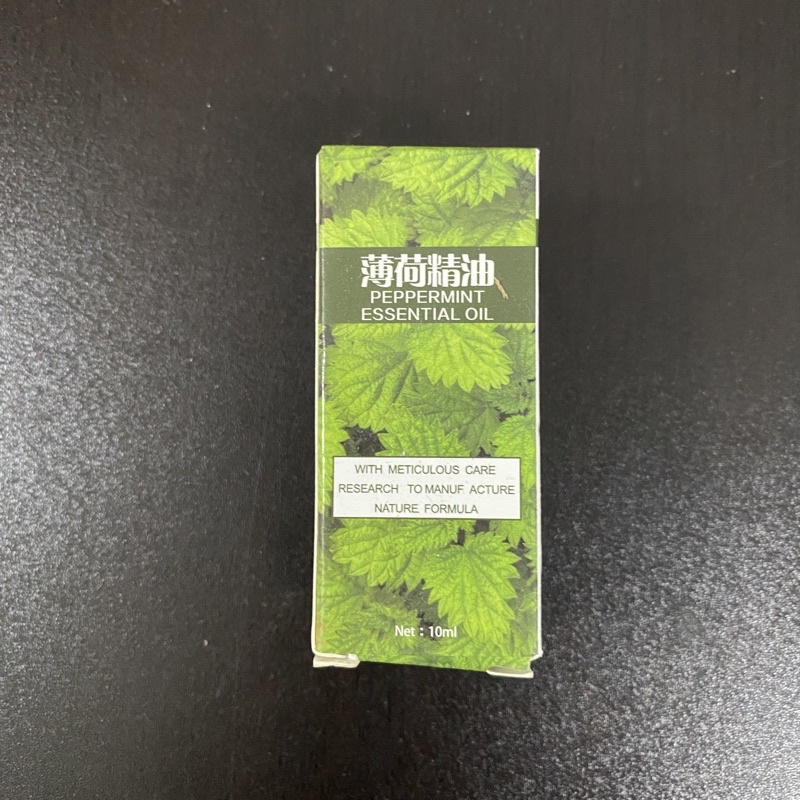 薄荷精油
PEPPERMINT
ESSENTIAL OIL
WITH METICULOUS CARE
RESEARCH TO MANUF ACTURE
NATURE FORMULA
Net：10ml